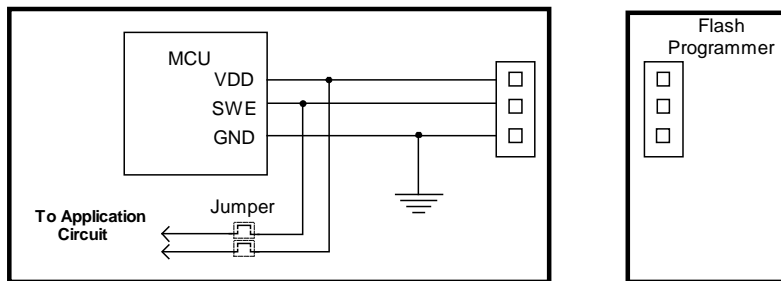 MCU
VDD
SWE
GND
Jumper
To Application
Circuit
Flash
Programmer